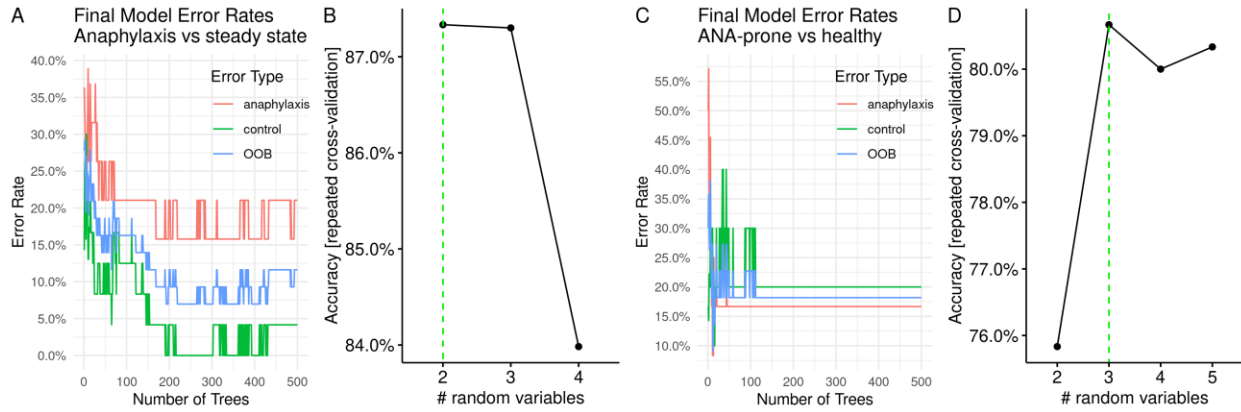 A
Final Model Error Rates
Anaphylaxis vs steady state
40.0%
35.0%
30.0%
25.0%
20.0%
15.0%
10.0%
5.0%
0.0%
Error Rate
Error Type
anaphylaxis
control
OOB
0 100 200 300 400 500
Number of Trees
B
87.0%
86.0%
85.0%
84.0%
Accuracy [repeated cross-validation]
2 3 4
# random variables
C
Final Model Error Rates
ANA-prone vs healthy
55.0%
50.0%
45.0%
40.0%
35.0%
30.0%
25.0%
20.0%
15.0%
10.0%
Error Rate
Error Type
anaphylaxis
control
OOB
0 100 200 300 400 500
Number of Trees
D
80.0%
79.0%
78.0%
77.0%
76.0%
Accuracy [repeated cross-validation]
2 3 4 5
# random variables